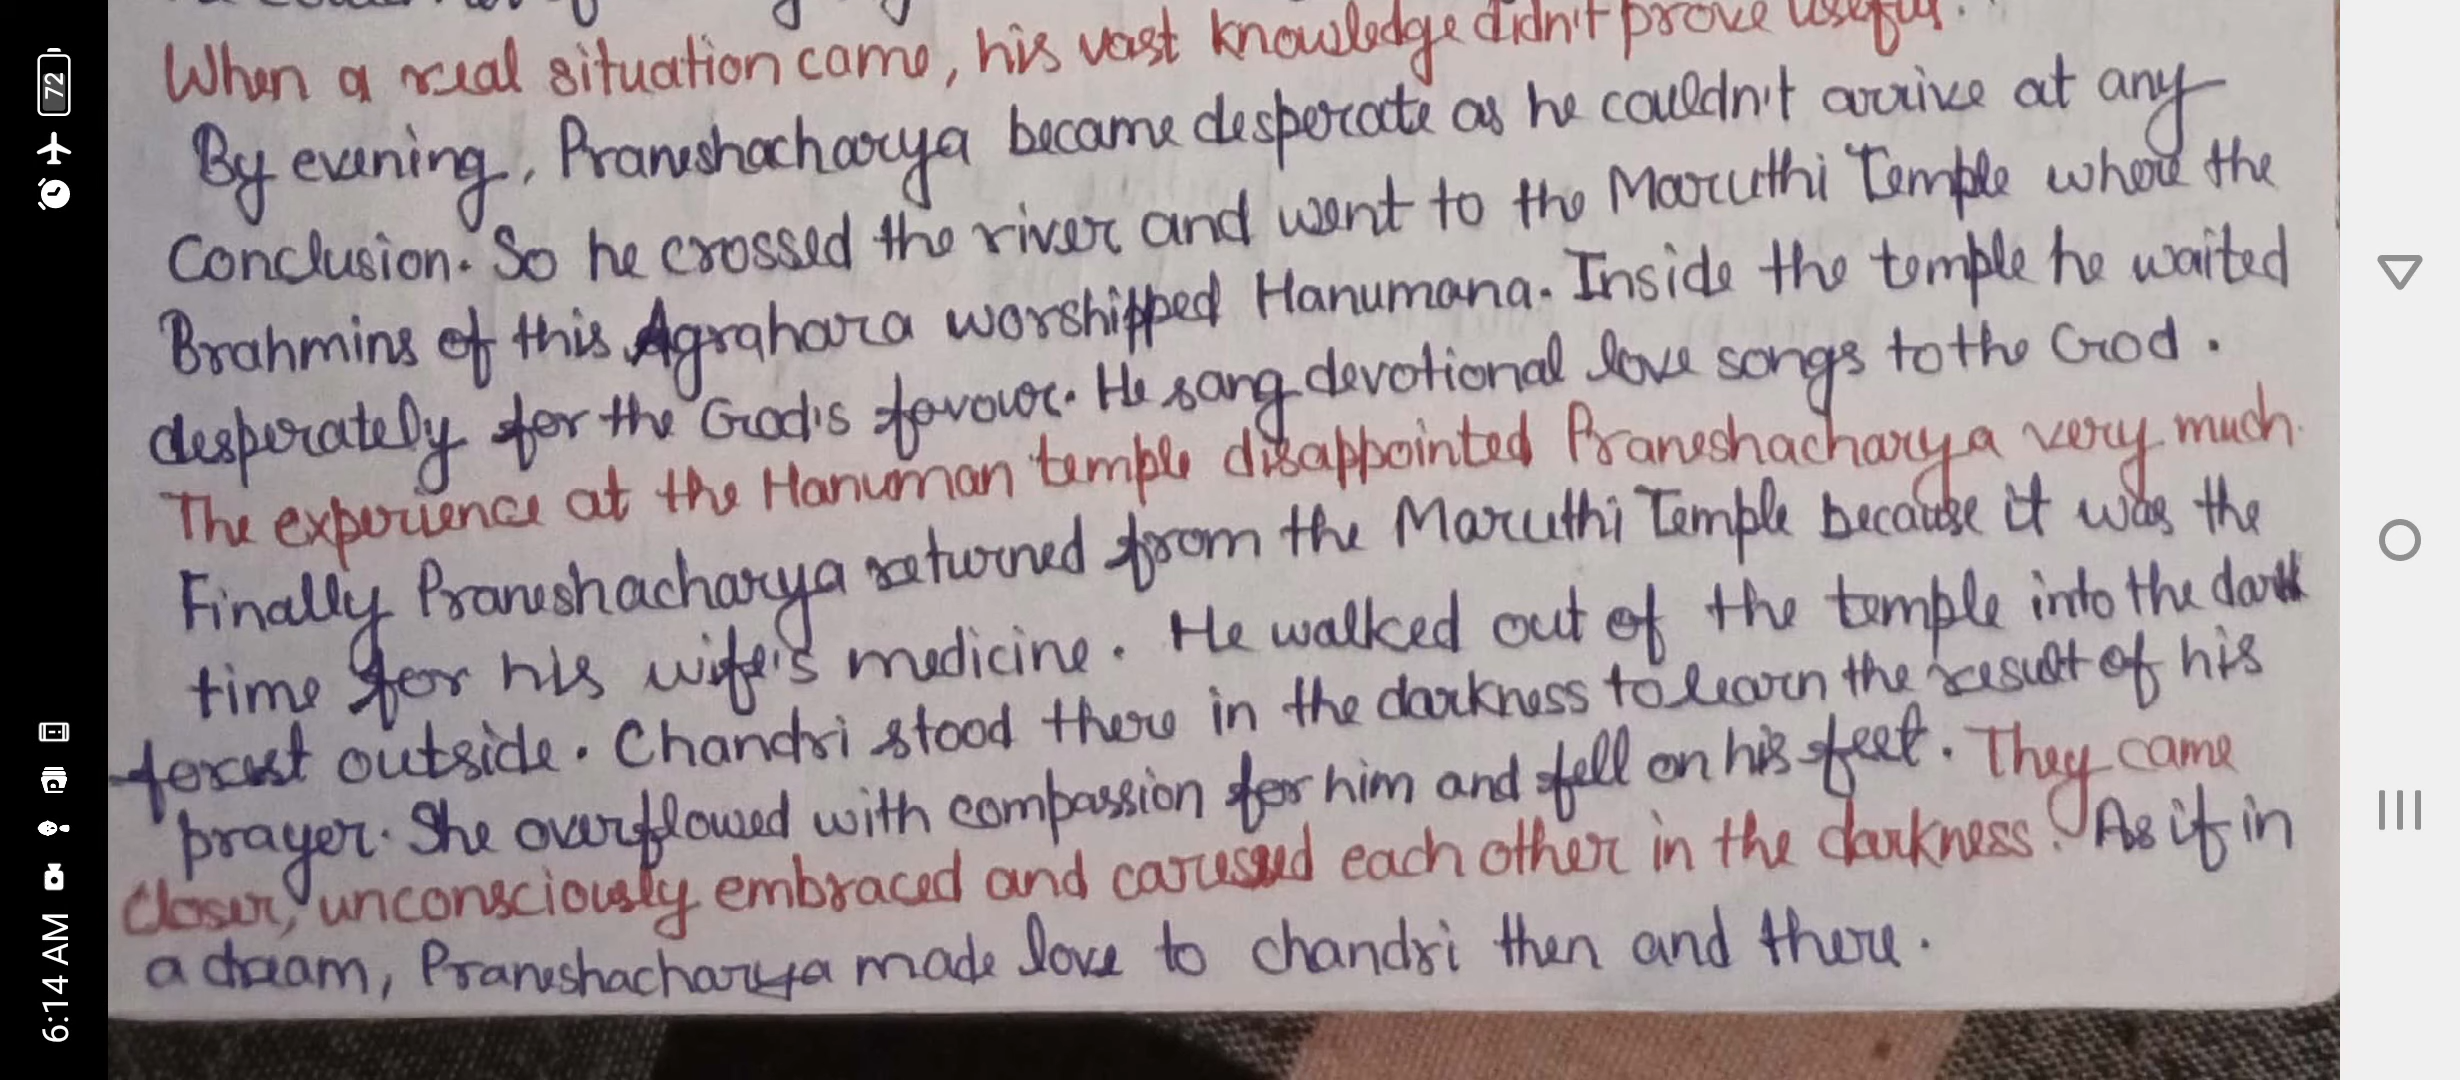 When a real situation came, his vast knowledge didn't prove useful.
By evening, Praneshacharya became desperate as he couldn't arrive at any
Conclusion. So he crossed the river and went to the Maruthi Temple where the
Brahmins of this Agrahara worshipped Hanumana. Inside the temple he waited
desperately for the God's favour. He sang devotional love songs to the God.
The experience at the Hanuman temple disappointed Praneshacharya very much.
Finally Praneshacharya returned from the Maruthi Temple because it was the
time for his wife's medicine. He walked out of the temple into the dark
forest outside. Chandri stood there in the darkness to learn the result of his
prayer. She overflowed with compassion for him and fell on his feet. They came
closer, unconsciously embraced and caressed each other in the darkness. As if in
a dream, Praneshacharya made love to chandri then and there.
72
6:14 AM